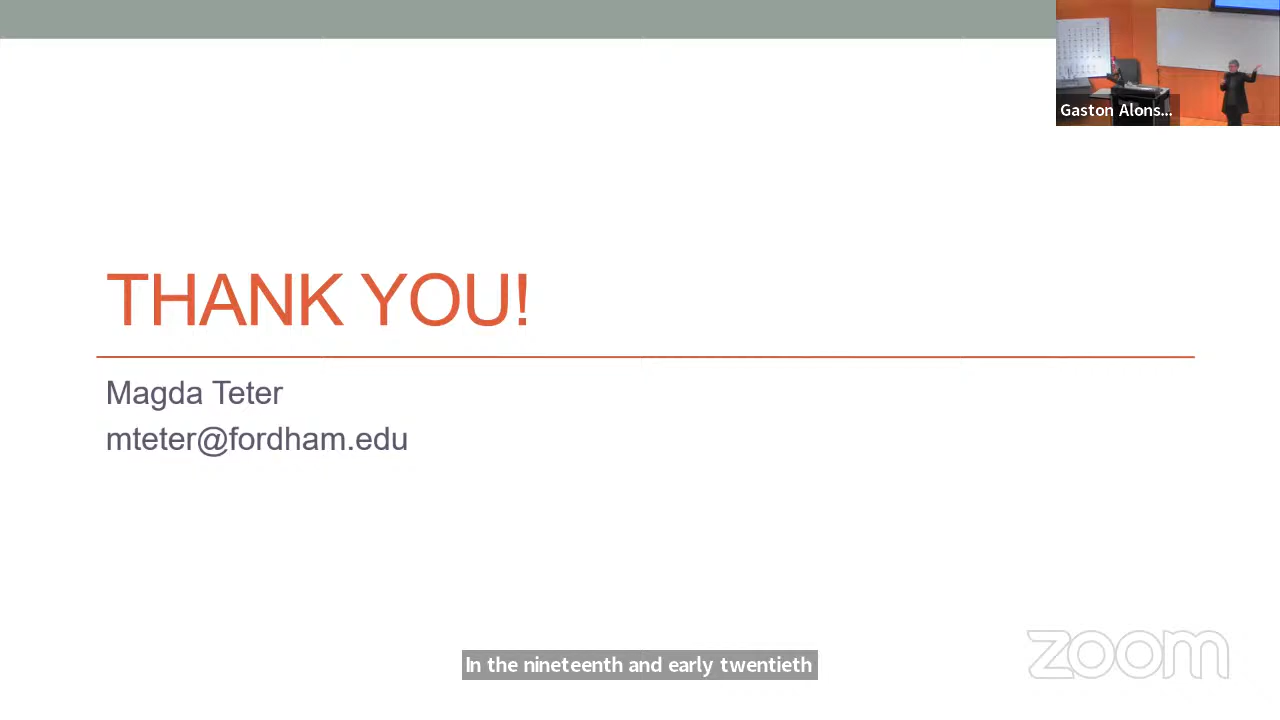 Gaston Alons...
THANK YOU!
Magda Teter
mteter@fordham.edu
In the nineteenth and early twentieth
zoom